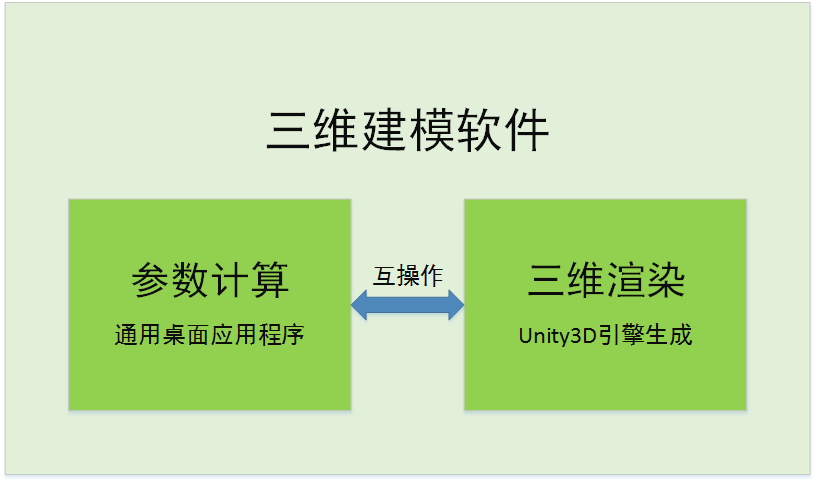 三维建模软件
参数计算
通用桌面应用程序
互操作
三维渲染
Unity3D引擎生成